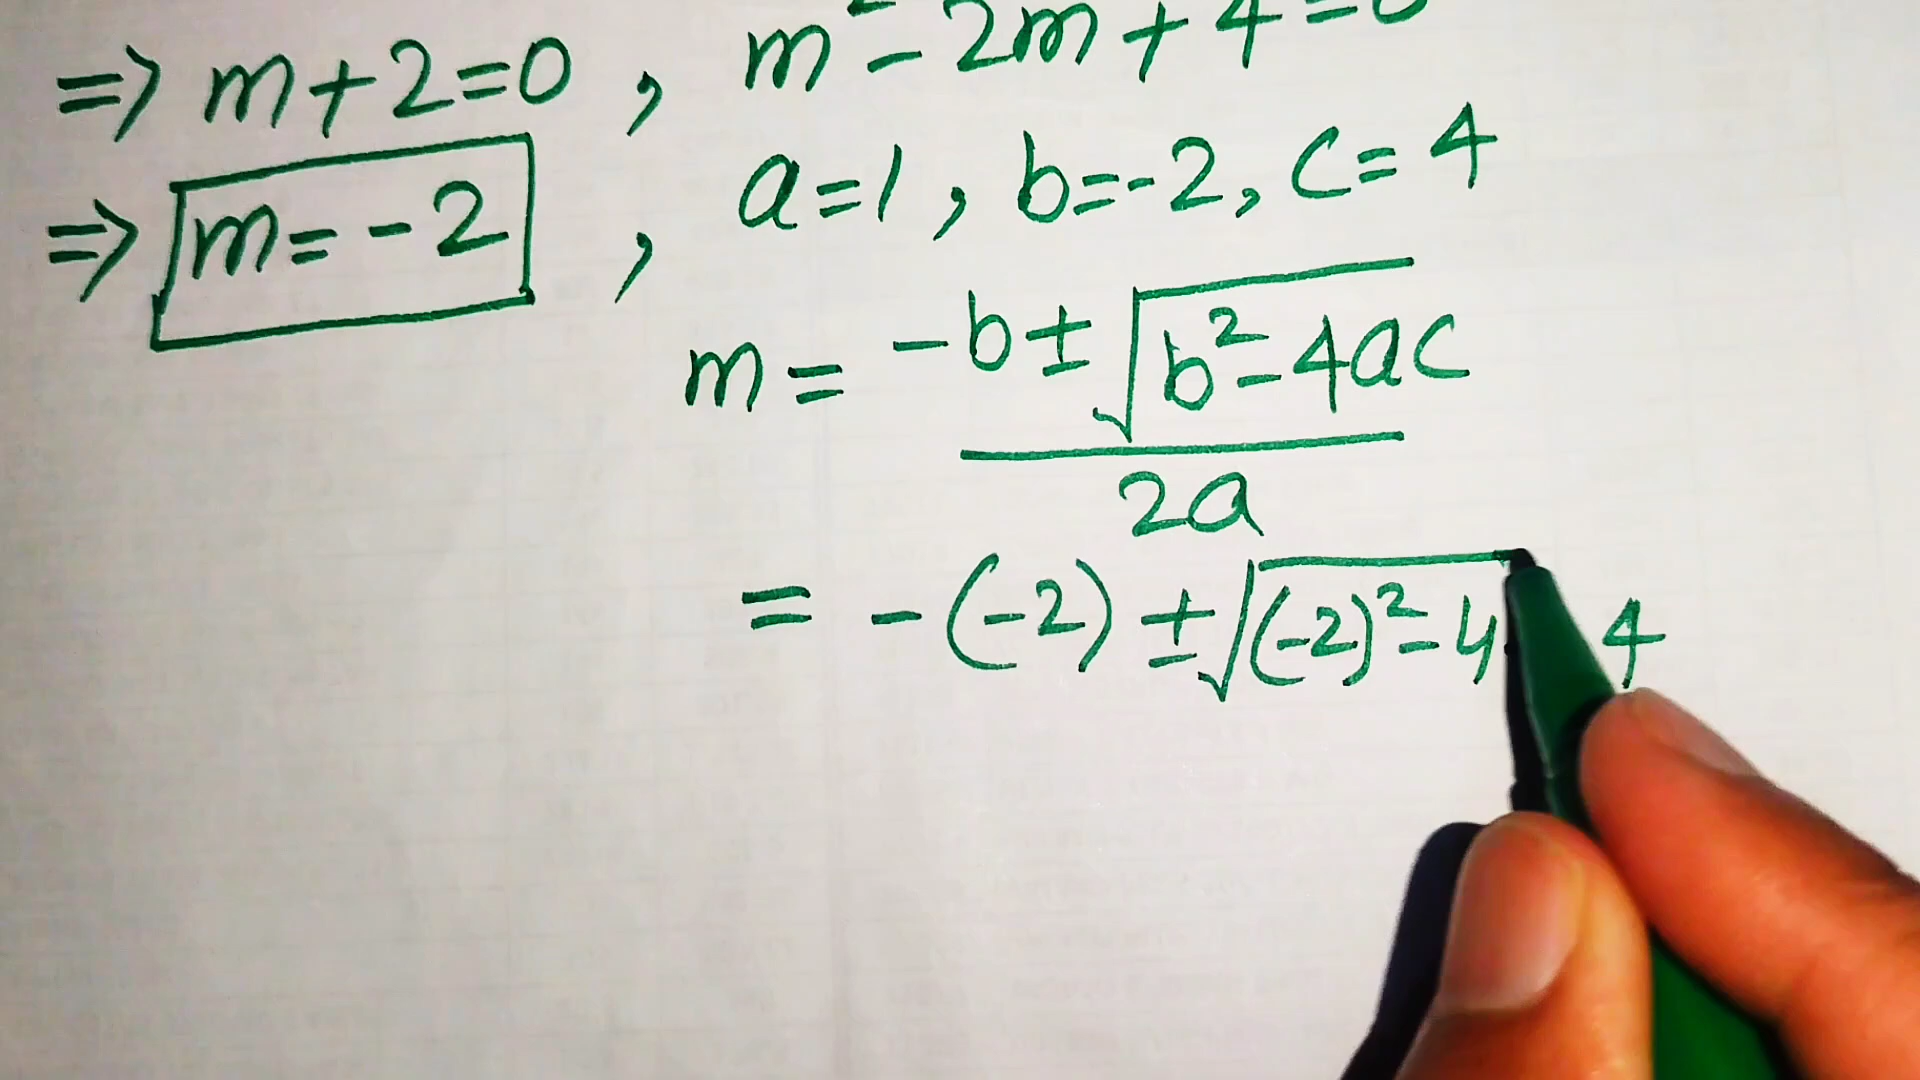 ⇒ m+2=0 , m²-2m+4=0
⇒ m=-2 , a=1, b=-2, c=4
m = -b±√b²-4ac
2a
= -(-2) ±√(-2)²-4 4